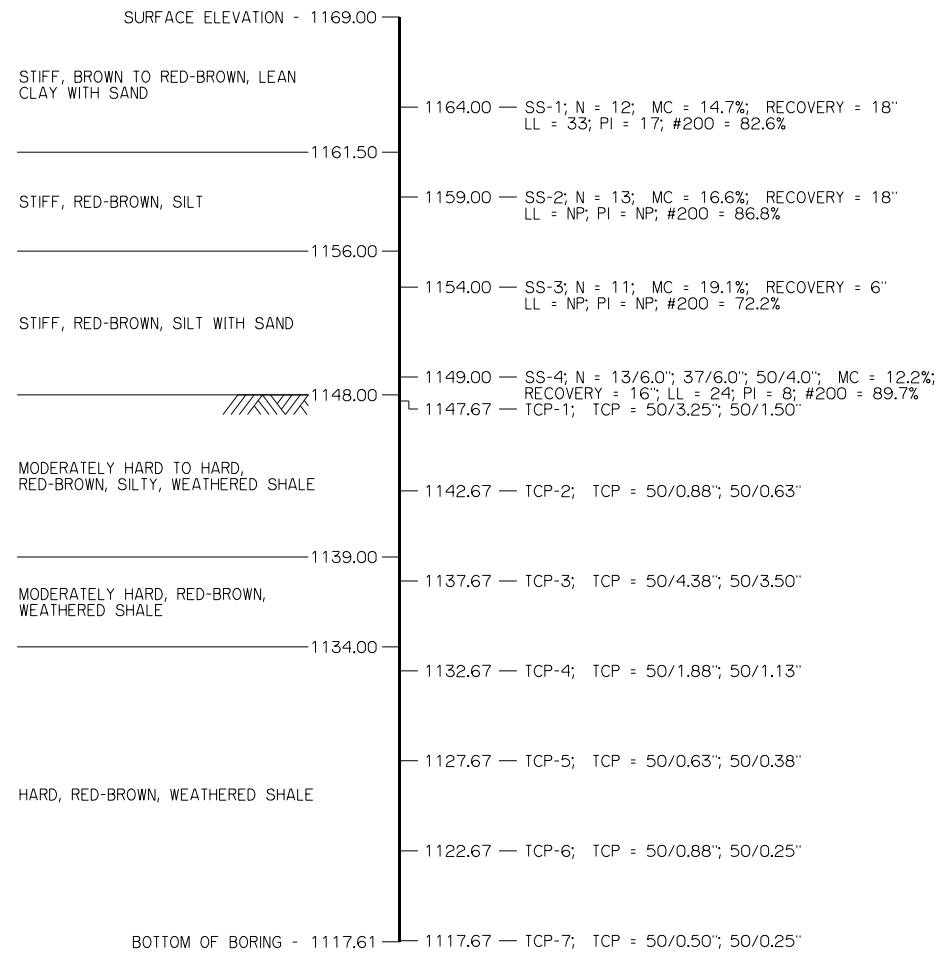 SURFACE ELEVATION - 1169.00
STIFF, BROWN TO RED-BROWN, LEAN
CLAY WITH SAND
1164.00 — SS-1; N = 12; MC = 14.7%; RECOVERY = 18"
LL = 33; PI = 17; #200 = 82.6%
1161.50
STIFF, RED-BROWN, SILT
1159.00 — SS-2; N = 13; MC = 16.6%; RECOVERY = 18"
LL = NP; PI = NP; #200 = 86.8%
1156.00
1154.00 — SS-3; N = 11; MC = 19.1%; RECOVERY = 6"
LL = NP; PI = NP; #200 = 72.2%
STIFF, RED-BROWN, SILT WITH SAND
1149.00 — SS-4; N = 13/6.0"; 37/6.0"; 50/4.0"; MC = 12.2%;
RECOVERY = 16"; LL = 24; PI = 8; #200 = 89.7%
1148.00
1147.67 — TCP-1; TCP = 50/3.25"; 50/1.50"
MODERATELY HARD TO HARD,
RED-BROWN, SILTY, WEATHERED SHALE
1142.67 — TCP-2; TCP = 50/0.88"; 50/0.63"
1139.00
1137.67 — TCP-3; TCP = 50/4.38"; 50/3.50"
MODERATELY HARD, RED-BROWN,
WEATHERED SHALE
1134.00
1132.67 — TCP-4; TCP = 50/1.88"; 50/1.13"
1127.67 — TCP-5; TCP = 50/0.63"; 50/0.38"
HARD, RED-BROWN, WEATHERED SHALE
1122.67 — TCP-6; TCP = 50/0.88"; 50/0.25"
BOTTOM OF BORING - 1117.61
1117.67 — TCP-7; TCP = 50/0.50"; 50/0.25"